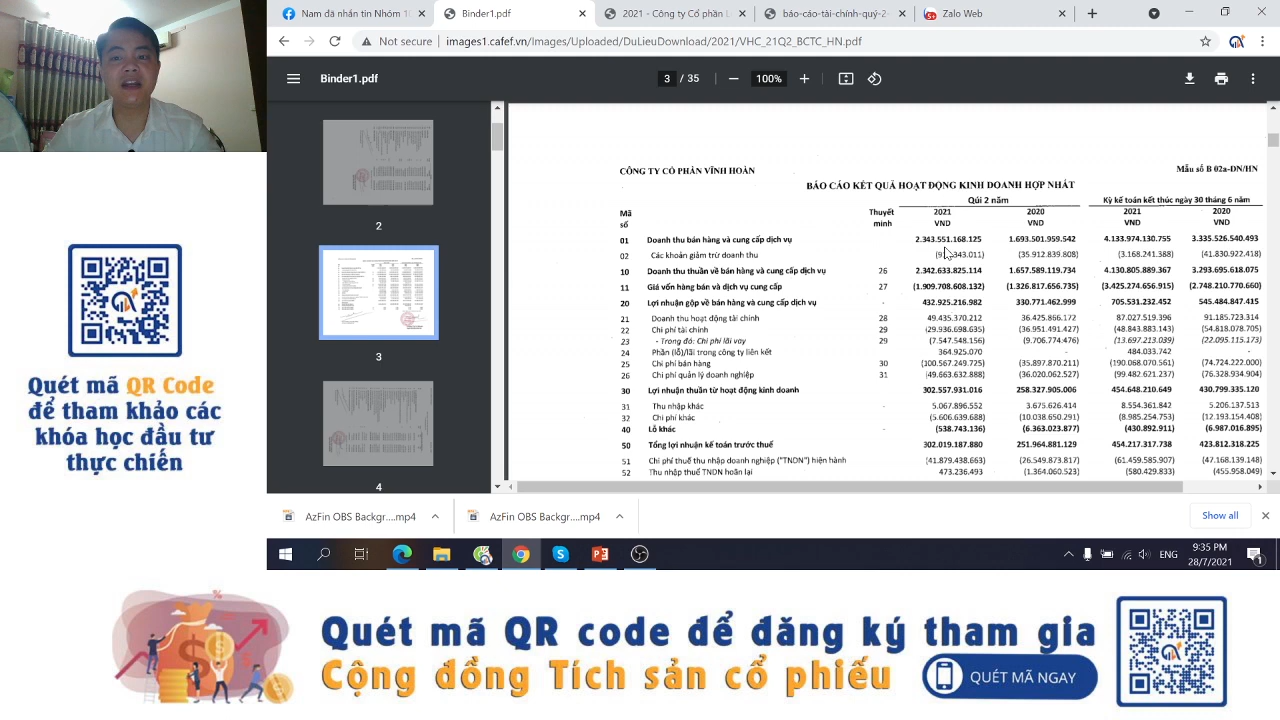 Nam đã nhắn tin Nhóm 1
Binder1.pdf
2021 - Công ty Cổ phần L
báo-cáo-tài-chính-quý-2-
Zalo Web
Not secure
images1.cafef.vn/Images/Uploaded/DuLieuDownload/2021/VHC_21Q2_BCTC_HN.pdf
Binder1.pdf
3 / 35
100%
2
3
4
CÔNG TY CỔ PHẦN VĨNH HOÀN
Mẫu số B 02a-DN/HN
BÁO CÁO KẾT QUẢ HOẠT ĐỘNG KINH DOANH HỢP NHẤT
Quí 2 năm Kỳ kế toán kết thúc ngày 30 tháng 6 năm
Mã Thuyết 2021 2020 2021 2020
số minh VND VND VND VND
01 Doanh thu bán hàng và cung cấp dịch vụ 2.343.551.168.125 1.693.501.959.542 4.133.974.130.755 3.335.526.540.493
02 Các khoản giảm trừ doanh thu (35.912.839.808) (3.168.241.388) (41.830.922.418)
10 Doanh thu thuần về bán hàng và cung cấp dịch vụ 26 2.342.633.825.114 1.657.589.119.734 4.130.805.889.367 3.293.695.618.075
11 Giá vốn hàng bán và dịch vụ cung cấp 27 (1.909.708.608.132) (1.326.817.656.735) (3.425.274.656.915) (2.748.210.770.660)
20 Lợi nhuận gộp về bán hàng và cung cấp dịch vụ - 432.925.216.982 330.771.462.999 705.531.232.452 545.484.847.415
21 Doanh thu hoạt động tài chính 28 49.435.370.212 36.425.866.172 87.027.519.396 91.185.723.314
22 Chi phí tài chính 29 (29.936.698.635) (36.951.491.427) (48.843.883.143) (54.818.078.705)
23 - Trong đó: Chi phí lãi vay 29 (7.547.548.156) (9.706.774.476) (13.697.213.039) (22.095.115.173)
24 Phần (lỗ)/lãi trong công ty liên kết 364.925.070 - 484.033.742 -
25 Chi phí bán hàng 30 (100.567.249.725) (35.897.870.211) (190.068.070.561) (74.724.222.000)
26 Chi phí quản lý doanh nghiệp 31 (49.663.632.888) (36.020.062.527) (99.482.621.237) (76.328.934.904)
30 Lợi nhuận thuần từ hoạt động kinh doanh 302.557.931.016 258.327.905.006 454.648.210.649 430.799.335.120
31 Thu nhập khác - 5.067.896.552 3.675.626.414 8.554.361.842 5.206.137.513
32 Chi phí khác (5.606.639.688) (10.038.650.291) (8.985.254.753) (12.193.154.408)
40 Lỗ khác - (538.743.136) (6.363.023.877) (430.892.911) (6.987.016.895)
50 Tổng lợi nhuận kế toán trước thuế 302.019.187.880 251.964.881.129 454.217.317.738 423.812.318.225
51 Chi phí thuế thu nhập doanh nghiệp ("TNDN") hiện hành (41.879.438.663) (26.549.873.817) (61.459.585.907) (47.168.139.148)
52 Thu nhập thuế TNDN hoãn lại 473.236.493 (1.364.060.523) (580.429.833) (455.958.049)
Quét mã QR Code
để tham khảo các
khóa học đầu tư
thực chiến
AzFin OBS Backgr....mp4
AzFin OBS Backgr....mp4
Show all
ENG
9:35 PM
28/7/2021
1
Quét mã QR code để đăng ký tham gia
Cộng đồng Tích sản cổ phiếu
QUÉT MÃ NGAY